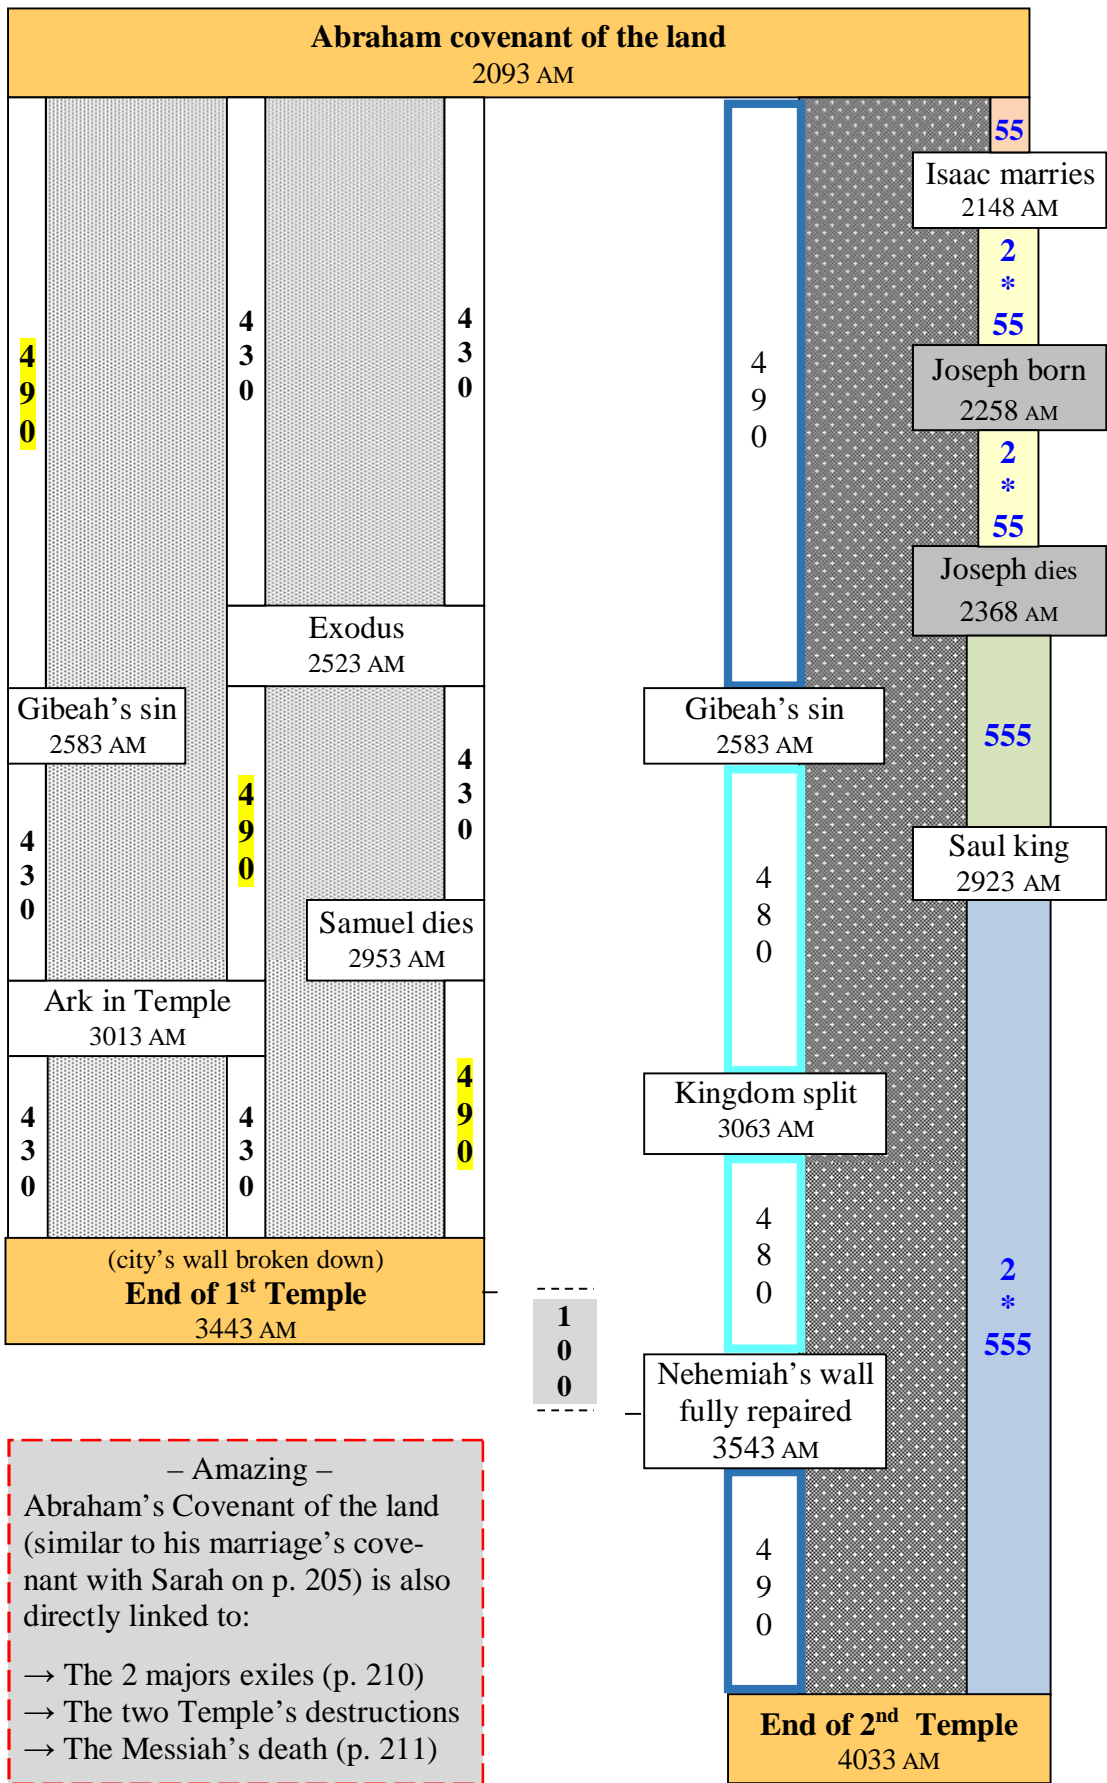 Abraham covenant of the land
2093 AM
55
Isaac marries
2148 AM
2
*
55
Joseph born
2258 AM
2
*
55
Joseph dies
2368 AM
555
Saul king
2923 AM
2
*
555
4
9
0
4
3
0
4
3
0
Exodus
2523 AM
Gibeah's sin
2583 AM
4
3
0
4
9
0
4
3
0
Samuel dies
2953 AM
Ark in Temple
3013 AM
4
3
0
4
3
0
4
9
0
(city's wall broken down)
End of 1st Temple
3443 AM
4
9
0
Gibeah's sin
2583 AM
4
8
0
Kingdom split
3063 AM
4
8
0
1
0
0
Nehemiah's wall
fully repaired
3543 AM
4
9
0
End of 2nd Temple
4033 AM
– Amazing –
Abraham's Covenant of the land
(similar to his marriage's cove-
nant with Sarah on p. 205) is also
directly linked to:
→ The 2 majors exiles (p. 210)
→ The two Temple's destructions
→ The Messiah's death (p. 211)